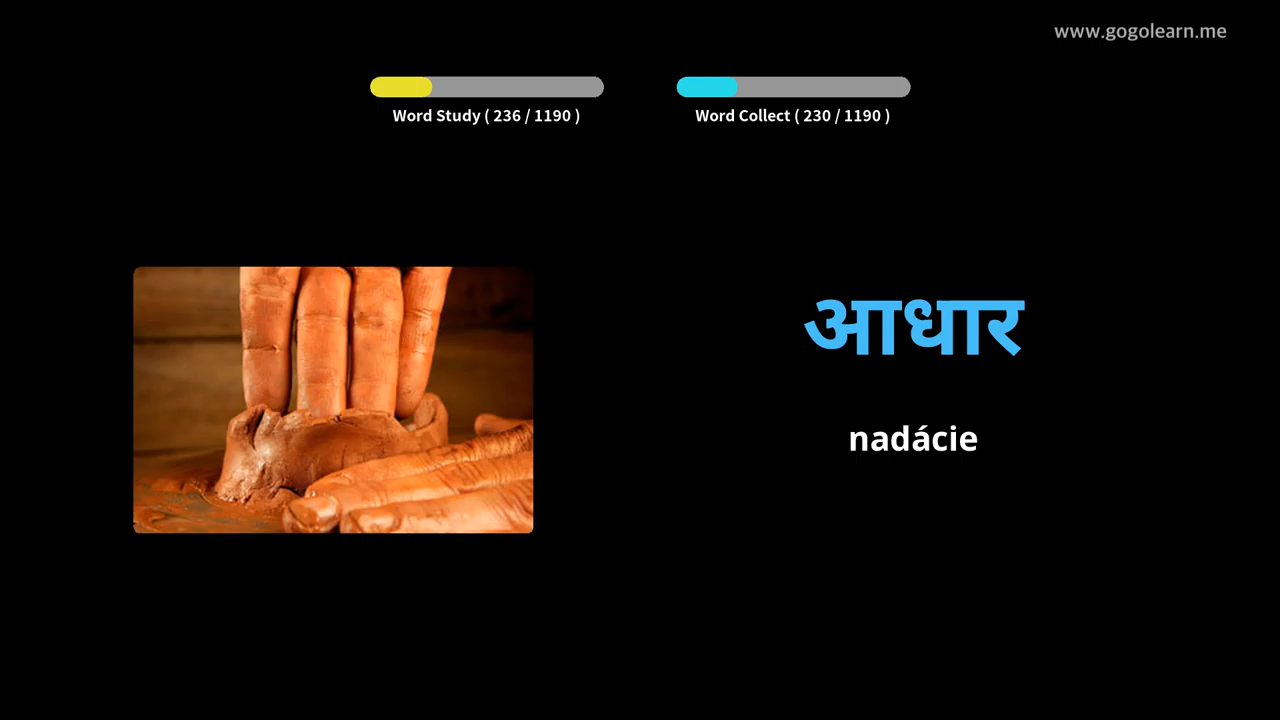 www.gogolearn.me
Word Study ( 236 / 1190 )
Word Collect ( 230 / 1190 )
आधार
nadácie